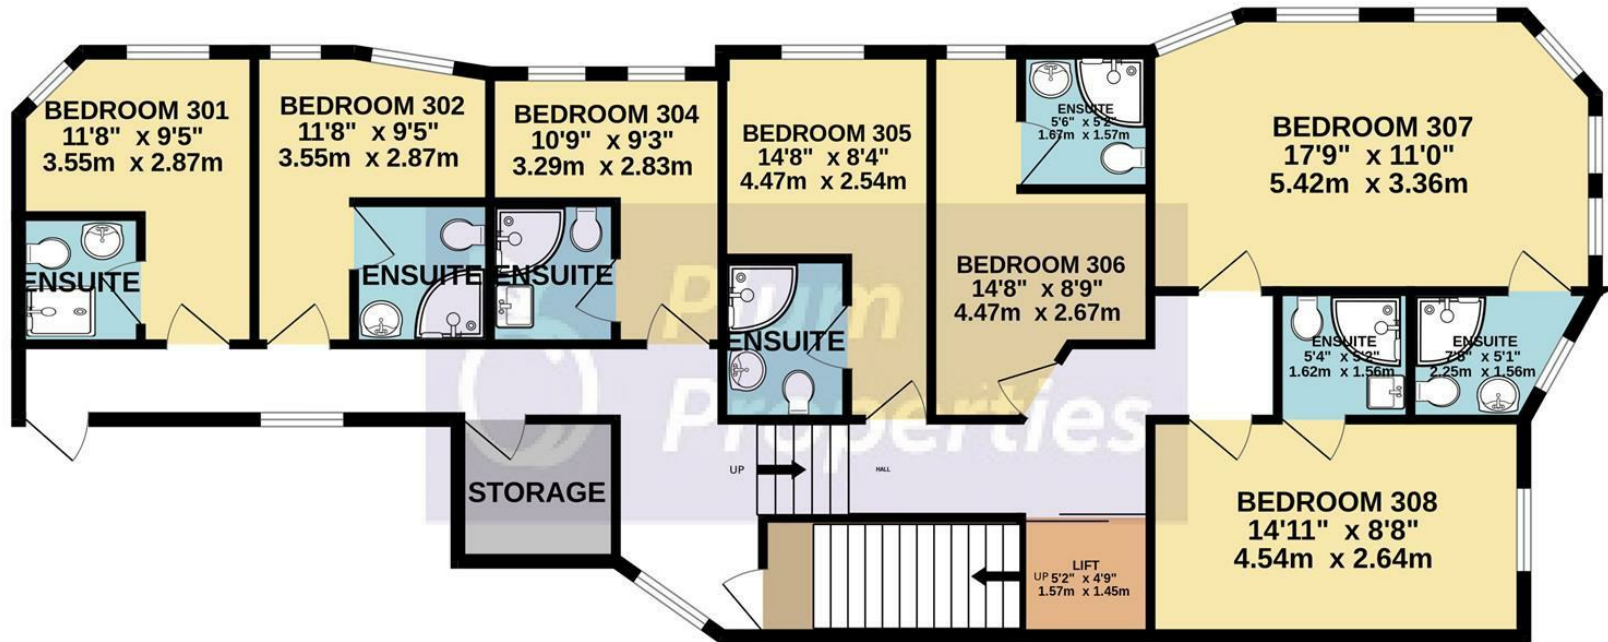 BEDROOM 301
11'8" x 9'5"
3.55m x 2.87m
ENSUITE
BEDROOM 302
11'8" x 9'5"
3.55m x 2.87m
ENSUITE
BEDROOM 304
10'9" x 9'3"
3.29m x 2.83m
ENSUITE
BEDROOM 305
14'8" x 8'4"
4.47m x 2.54m
ENSUITE
ENSUITE
5'6" x 5'2"
1.67m x 1.57m
BEDROOM 306
14'8" x 8'9"
4.47m x 2.67m
BEDROOM 307
17'9" x 11'0"
5.42m x 3.36m
ENSUITE
5'4" x 5'2"
1.62m x 1.56m
ENSUITE
7'5" x 5'1"
2.25m x 1.56m
Plum
Properties
STORAGE
UP
HALL
BEDROOM 308
14'11" x 8'8"
4.54m x 2.64m
LIFT
UP 5'2" x 4'9"
1.57m x 1.45m